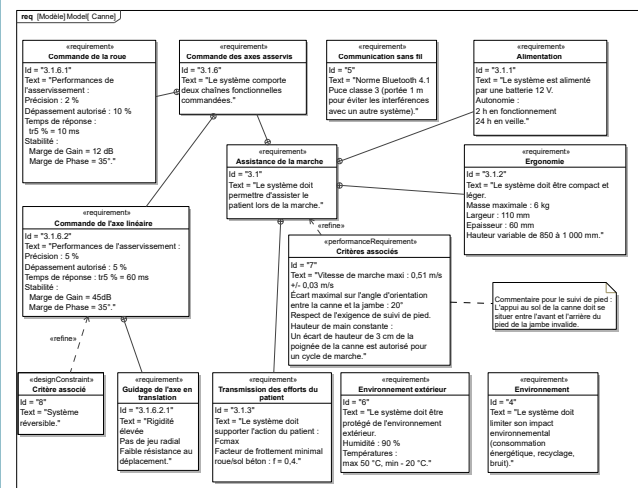 req [Modèle] Model[ Canne]
«requirement»
Commande de la roue
Id = "3.1.6.1"
Text = "Performances de
l'asservissement :
Précision : 2 %
Dépassement autorisé : 10 %
Temps de réponse :
tr5 % = 10 ms
Stabilité :
Marge de Gain = 12 dB
Marge de Phase = 35°."
«requirement»
Commande des axes asservis
Id = "3.1.6"
Text = "Le système comporte
deux chaînes fonctionnelles
commandées."
«requirement»
Communication sans fil
Id = "5"
Text = "Norme Bluetooth 4.1
Puce classe 3 (portée 1 m
pour éviter les interférences
avec un autre système)."
«requirement»
Alimentation
Id = "3.1.1"
Text = "Le système est alimenté
par une batterie 12 V.
Autonomie :
2 h en fonctionnement
24 h en veille."
«requirement»
Assistance de la marche
Id = "3.1"
Text = "Le système doit
permettre d'assister le
patient lors de la marche."
«requirement»
Ergonomie
Id = "3.1.2"
Text = "Le système doit être compact et
léger.
Masse maximale : 6 kg
Largeur : 110 mm
Epaisseur : 60 mm
Hauteur variable de 850 à 1 000 mm."
«requirement»
Commande de l'axe linéaire
Id = "3.1.6.2"
Text = "Performances de l'asservissement :
Précision : 5 %
Dépassement autorisé : 5 %
Temps de réponse : tr5 % = 60 ms
Stabilité :
Marge de Gain = 45dB
Marge de Phase = 35°."
«refine»
«performanceRequirement»
Critères associés
Id = "7"
Text = "Vitesse de marche maxi : 0,51 m/s
+/- 0,03 m/s
Écart maximal sur l'angle d'orientation
entre la canne et la jambe : 20°
Respect de l'exigence de suivi de pied.
Hauteur de main constante :
Un écart de hauteur de 3 cm de la
poignée de la canne est autorisé pour
un cycle de marche."
Commentaire pour le suivi de pied :
L'appui au sol de la canne doit se
situer entre l'avant et l'arrière du
pied de la jambe invalide.
«refine»
«designConstraint»
Critère associé
Id = "8"
Text = "Système
réversible."
«requirement»
Guidage de l'axe en
translation
Id = "3.1.6.2.1"
Text = "Rigidité
élevée
Pas de jeu radial
Faible résistance au
déplacement."
«requirement»
Transmission des efforts du
patient
Id = "3.1.3"
Text = "Le système doit
supporter l'action du patient :
Fcmax
Facteur de frottement minimal
roue/sol béton : f = 0,4."
«requirement»
Environnement extérieur
Id = "6"
Text = "Le système doit être
protégé de l'environnement
extérieur.
Humidité : 90 %
Températures :
max 50 °C, min - 20 °C."
«requirement»
Environnement
Id = "4"
Text = "Le système doit
limiter son impact
environnemental
(consommation
énergétique, recyclage,
bruit)."